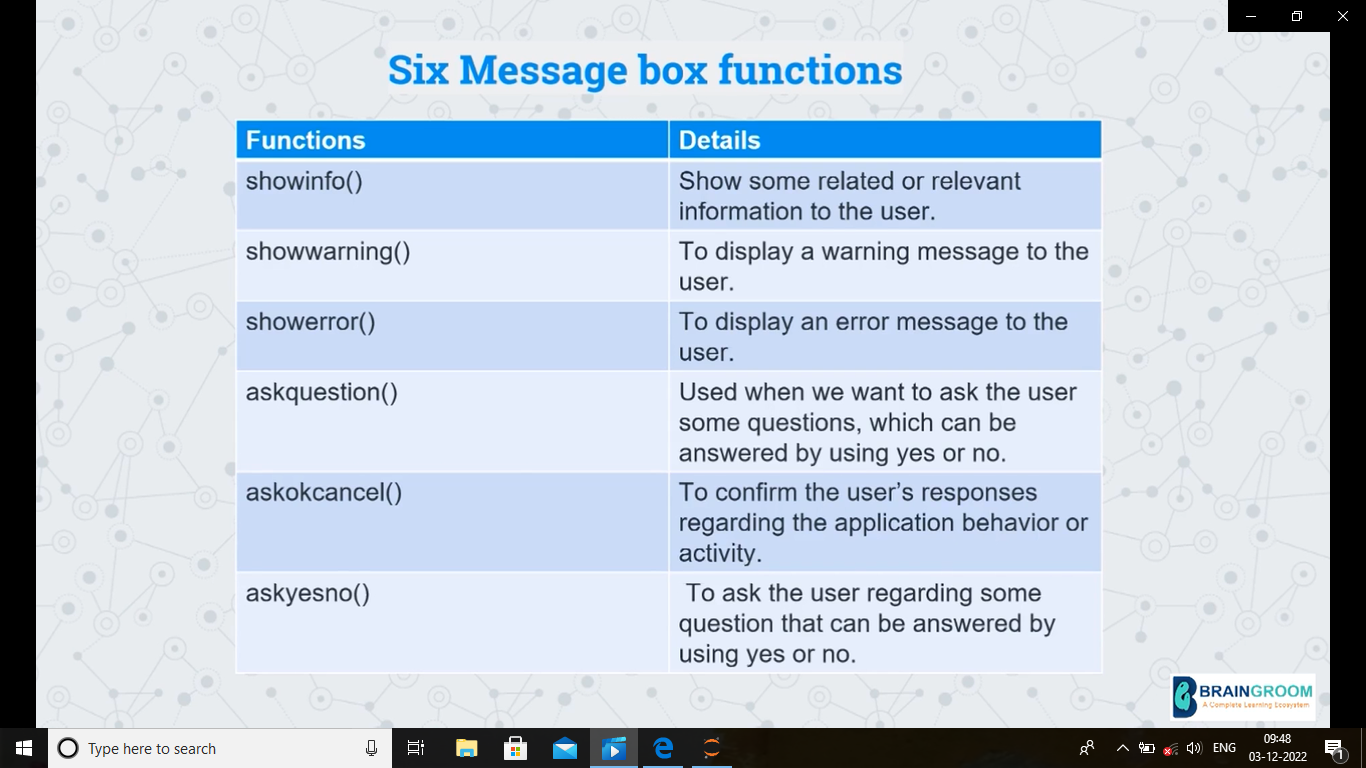 Six Message box functions
Functions
Details
showinfo()
Show some related or relevant
information to the user.
showwarning()
To display a warning message to the
user.
showerror()
To display an error message to the
user.
askquestion()
Used when we want to ask the user
some questions, which can be
answered by using yes or no.
askokcancel()
To confirm the user’s responses
regarding the application behavior or
activity.
askyesno()
To ask the user regarding some
question that can be answered by
using yes or no.
BRAINGROOM
A Complete Learning Ecosystem
Type here to search
ENG
09:48
03-12-2022
1